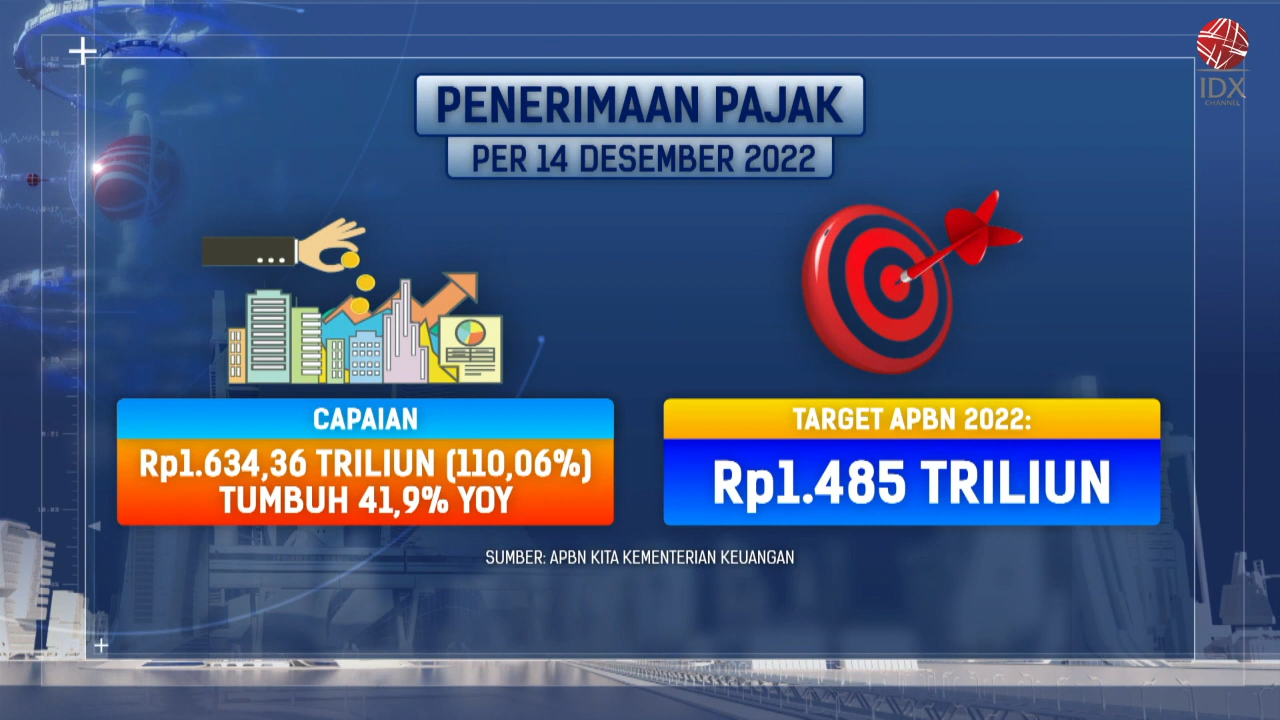 IDX
CHANNEL
PENERIMAAN PAJAK
PER 14 DESEMBER 2022
CAPAIAN
Rp1.634,36 TRILIUN (110,06%)
TUMBUH 41,9% YOY
TARGET APBN 2022:
Rp1.485 TRILIUN
SUMBER: APBN KITA KEMENTERIAN KEUANGAN